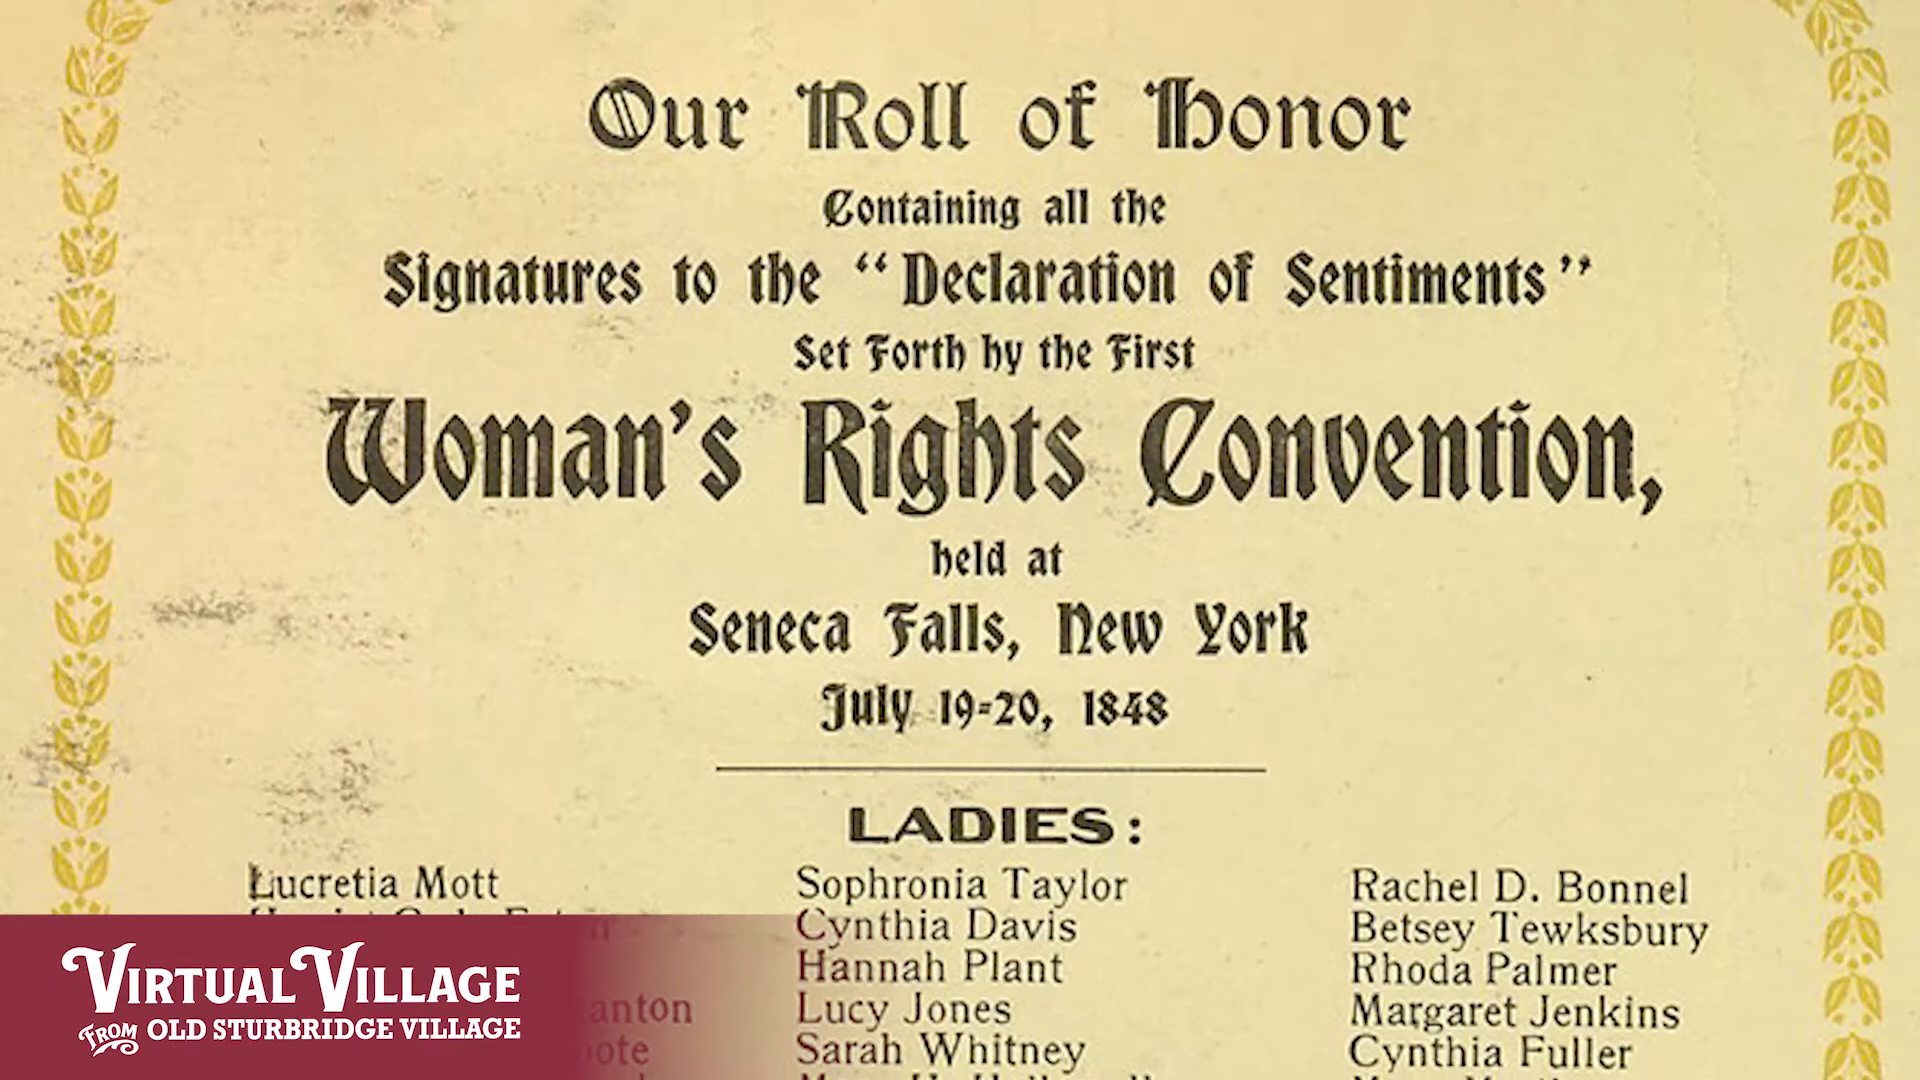 Our Roll of Honor
Containing all the
Signatures to the “Declaration of Sentiments”
Set Forth by the First
Woman's Rights Convention,
held at
Seneca Falls, New York
July 19-20, 1848
LADIES:
Lucretia Mott
Sophronia Taylor
Cynthia Davis
Hannah Plant
Lucy Jones
Sarah Whitney
Rachel D. Bonnel
Betsey Tewksbury
Rhoda Palmer
Margaret Jenkins
Cynthia Fuller
VIRTUAL VILLAGE
FROM OLD STURBRIDGE VILLAGE